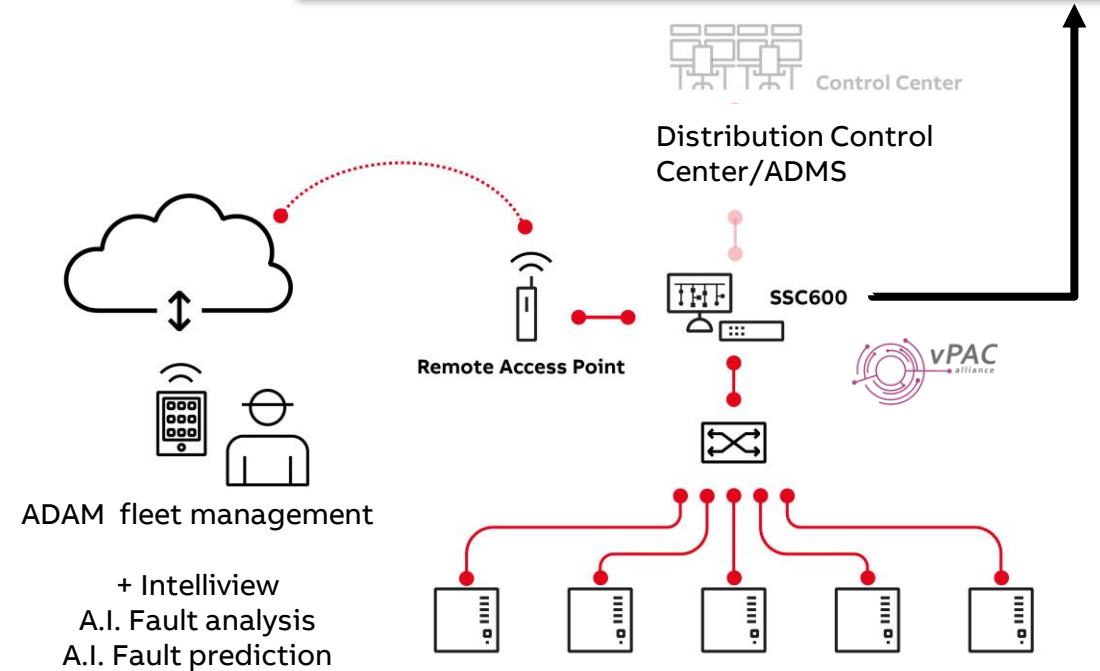 Control Center
Distribution Control
Center/ADMS
SSC600
vPAC
alliance
Remote Access Point
ADAM fleet management
+ Intelliview
A.I. Fault analysis
A.I. Fault prediction